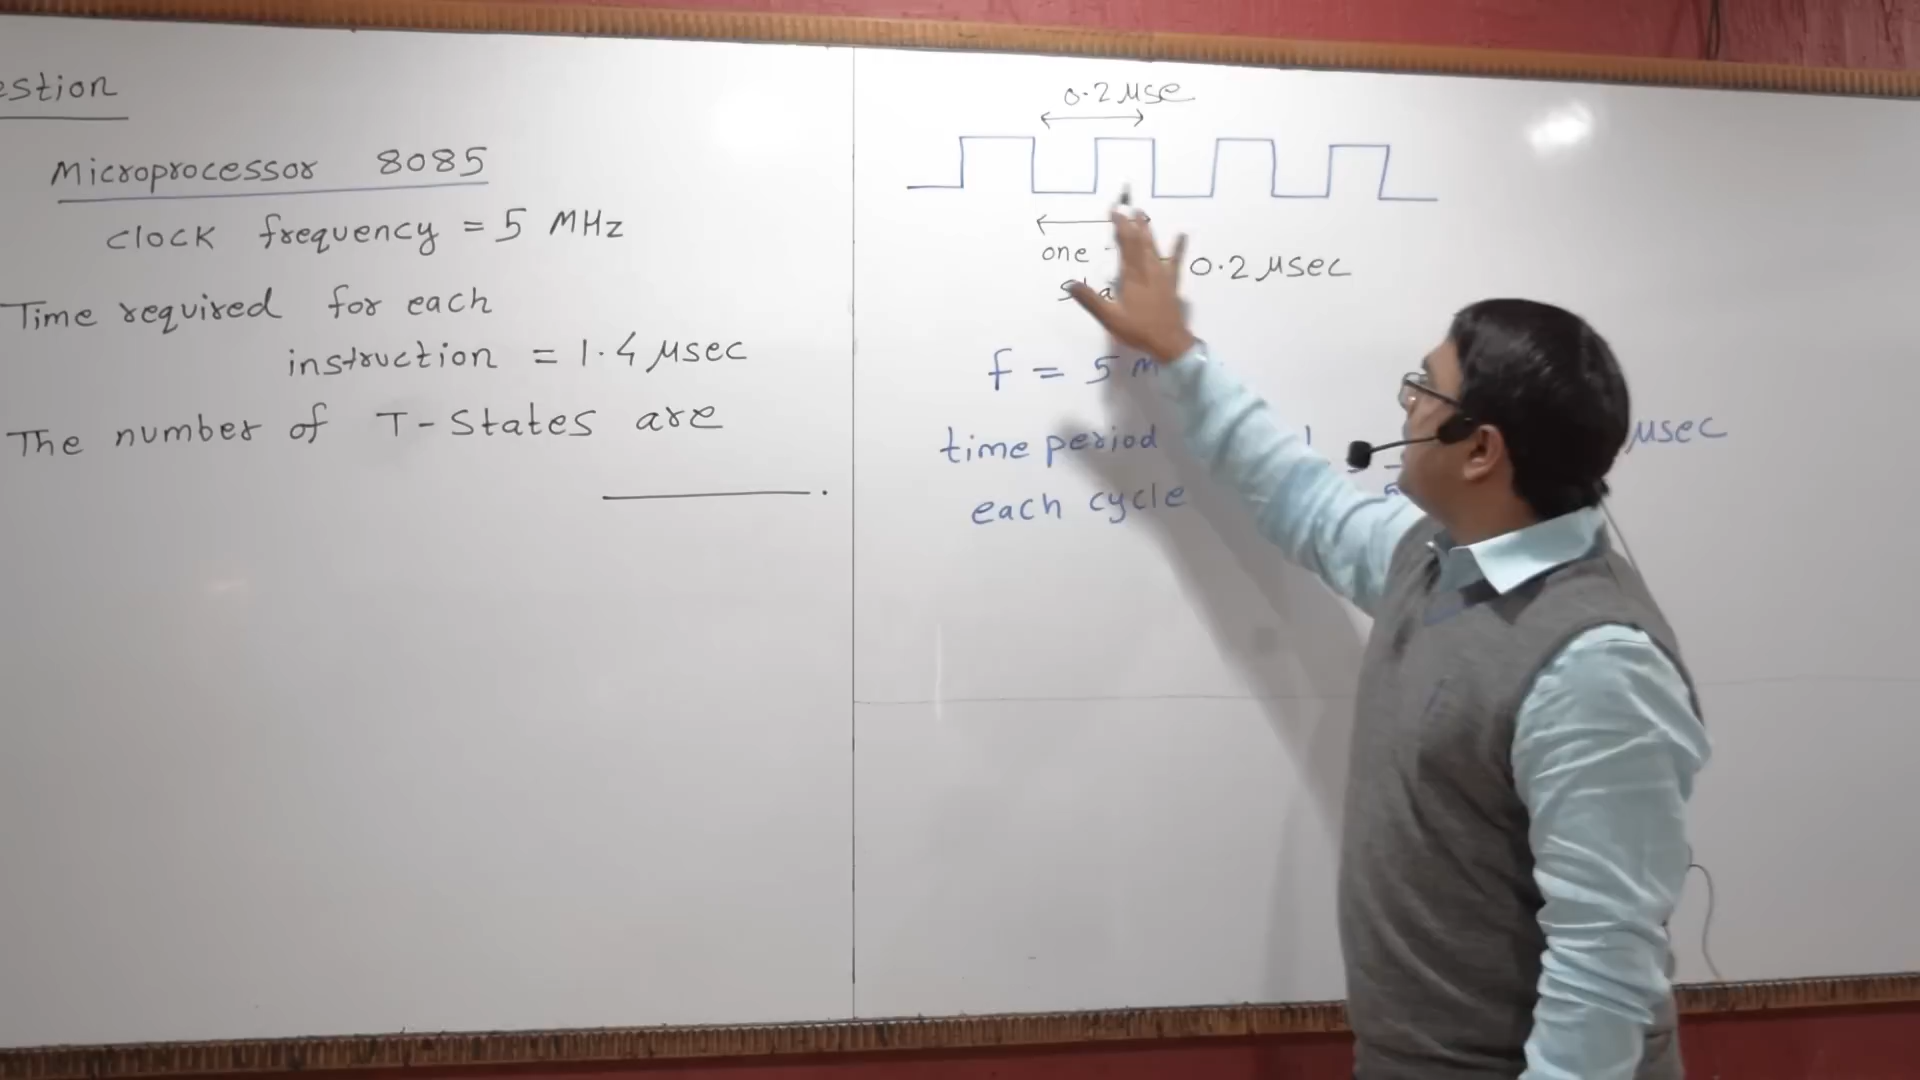 estion
Microprocessor 8085
clock frequency = 5 MHz
Time required for each
instruction = 1.4 μsec
The number of T-States are
.
0.2 μse
one
0.2 μsec
f = 5
time period
each cycle
μsec